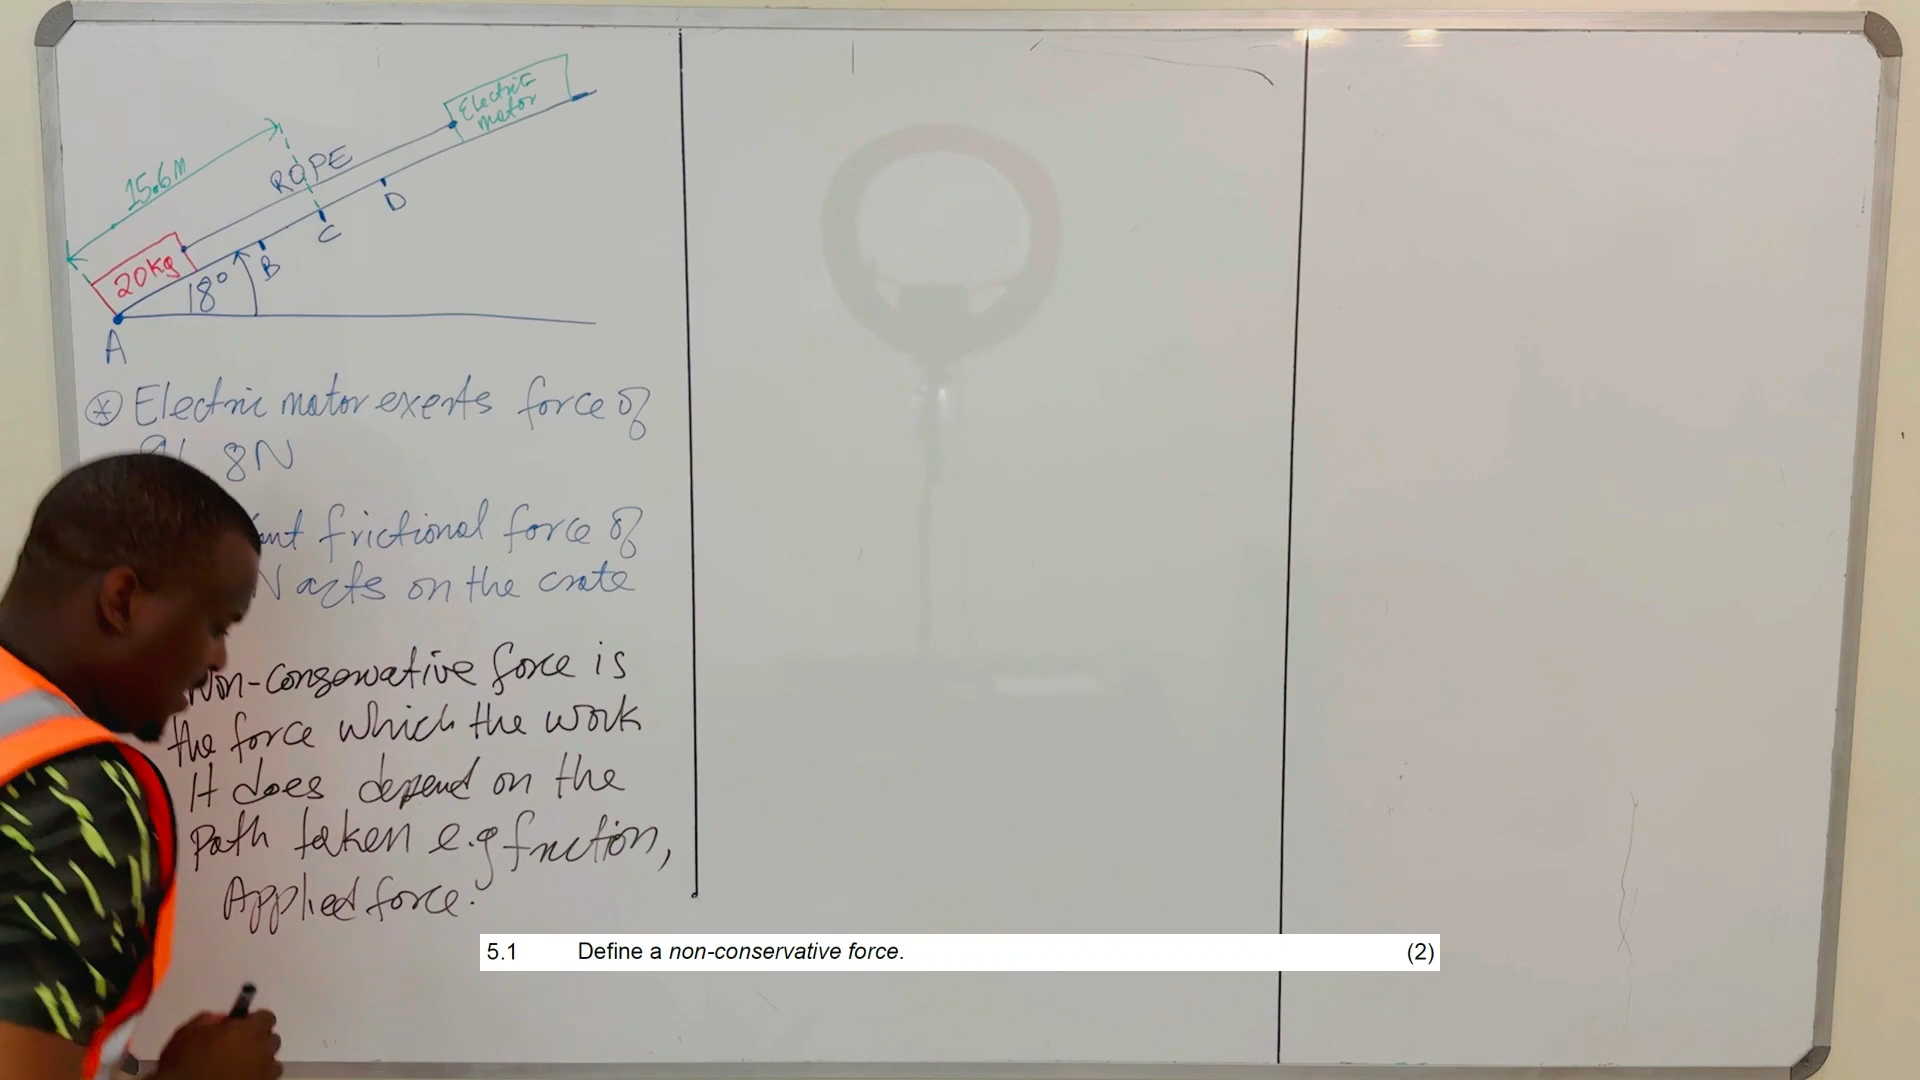 Electric
motor
15.6M
ROPE
D
C
20Kg
18°
B
A
* Electric motor exerts force of
8N
frictional force of
N acts on the crate
Non-conservative force is
the force which the work
It does depend on the
Path taken e.g friction,
Applied force.
5.1 Define a non-conservative force. (2)